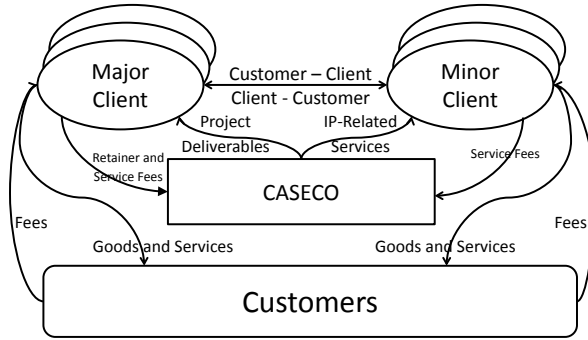 Major
Client
Customer – Client
Client - Customer
Minor
Client
Project
Deliverables
IP-Related
Services
Retainer and
Service Fees
Service Fees
CASECO
Fees
Goods and Services
Goods and Services
Fees
Customers